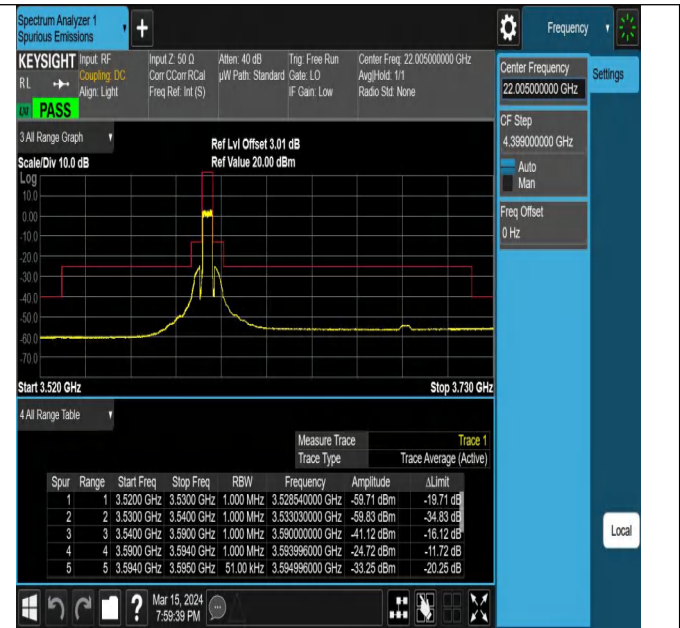 Spectrum Analyzer 1
Spurious Emissions
+
Frequency
KEYSIGHT Input: RF Input Z: 50 Ω Atten: 40 dB Trig: Free Run Center Freq: 22.005000000 GHz
RL Coupling: DC Corr CCorr RCal µW Path: Standard Gate: LO Avg|Hold: 1/1
Align: Light Freq Ref: Int (S) IF Gain: Low Radio Std: None
PASS
Center Frequency
22.005000000 GHz
Settings
CF Step
4.399000000 GHz
Auto
Man
Freq Offset
0 Hz
3 All Range Graph
Ref Lvl Offset 3.01 dB
Scale/Div 10.0 dB Ref Value 20.00 dBm
Log
10.0
0.00
-10.0
-20.0
-30.0
-40.0
-50.0
-60.0
-70.0
Start 3.520 GHz Stop 3.730 GHz
4 All Range Table
Measure Trace Trace 1
Trace Type Trace Average (Active)
Spur Range Start Freq Stop Freq RBW Frequency Amplitude ΔLimit
1 1 3.5200 GHz 3.5300 GHz 1.000 MHz 3.528540000 GHz -59.71 dBm -19.71 dB
2 2 3.5300 GHz 3.5400 GHz 1.000 MHz 3.533030000 GHz -59.83 dBm -34.83 dB
3 3 3.5400 GHz 3.5900 GHz 1.000 MHz 3.590000000 GHz -41.12 dBm -16.12 dB
4 4 3.5900 GHz 3.5940 GHz 1.000 MHz 3.593996000 GHz -24.72 dBm -11.72 dB
5 5 3.5940 GHz 3.5950 GHz 51.00 kHz 3.594996000 GHz -33.25 dBm -20.25 dB
Local
?
Mar 15, 2024
7:59:39 PM